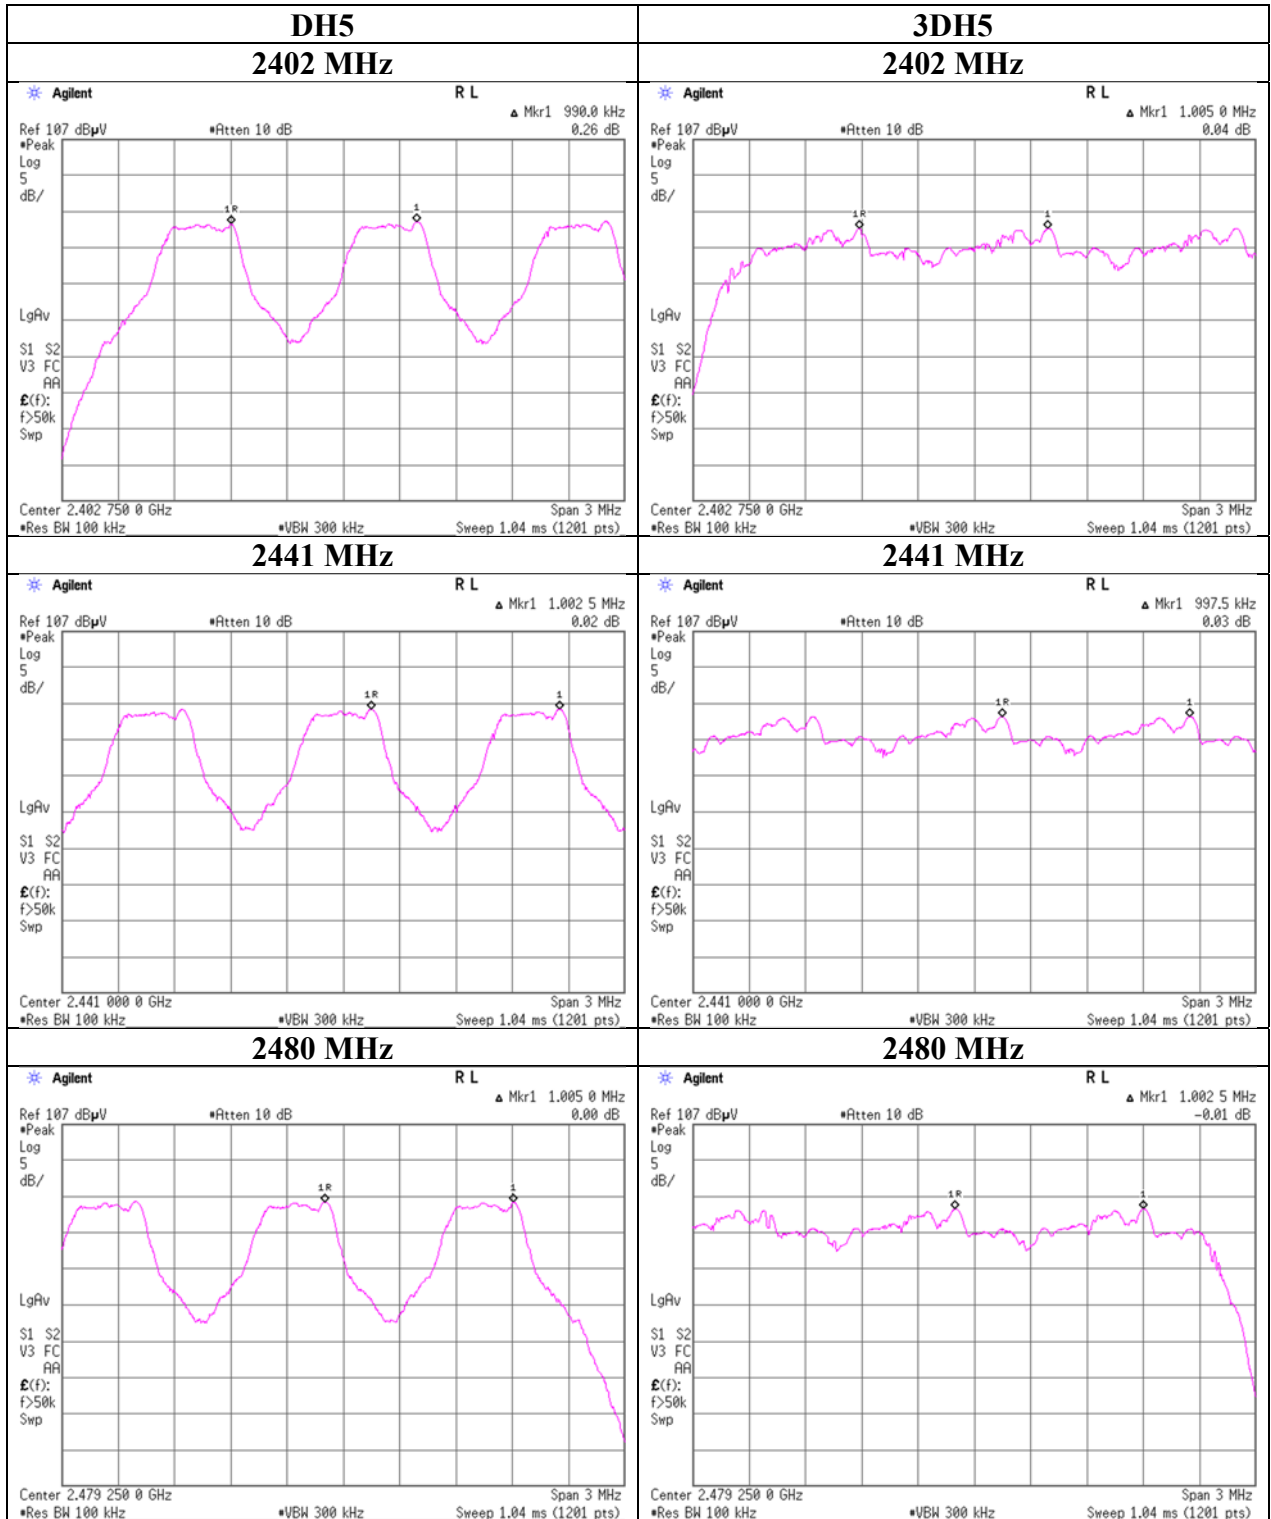 DH5 3DH5
2402 MHz 2402 MHz
Agilent R L
Δ Mkr1 990.0 kHz
Ref 107 dBµV #Atten 10 dB 0.26 dB
#Peak
Log
5
dB/
1R 1
LgAv
S1 S2
V3 FC
AA
£(f):
f>50k
Swp
Center 2.402 750 0 GHz Span 3 MHz
#Res BW 100 kHz #VBW 300 kHz Sweep 1.04 ms (1201 pts)
Agilent R L
Δ Mkr1 1.005 0 MHz
Ref 107 dBµV #Atten 10 dB 0.04 dB
#Peak
Log
5
dB/
1R 1
LgAv
S1 S2
V3 FC
AA
£(f):
f>50k
Swp
Center 2.402 750 0 GHz Span 3 MHz
#Res BW 100 kHz #VBW 300 kHz Sweep 1.04 ms (1201 pts)
2441 MHz 2441 MHz
Agilent R L
Δ Mkr1 1.002 5 MHz
Ref 107 dBµV #Atten 10 dB 0.02 dB
#Peak
Log
5
dB/
1R 1
LgAv
S1 S2
V3 FC
AA
£(f):
f>50k
Swp
Center 2.441 000 0 GHz Span 3 MHz
#Res BW 100 kHz #VBW 300 kHz Sweep 1.04 ms (1201 pts)
Agilent R L
Δ Mkr1 997.5 kHz
Ref 107 dBµV #Atten 10 dB 0.03 dB
#Peak
Log
5
dB/
1R 1
LgAv
S1 S2
V3 FC
AA
£(f):
f>50k
Swp
Center 2.441 000 0 GHz Span 3 MHz
#Res BW 100 kHz #VBW 300 kHz Sweep 1.04 ms (1201 pts)
2480 MHz 2480 MHz
Agilent R L
Δ Mkr1 1.005 0 MHz
Ref 107 dBµV #Atten 10 dB 0.00 dB
#Peak
Log
5
dB/
1R 1
LgAv
S1 S2
V3 FC
AA
£(f):
f>50k
Swp
Center 2.479 250 0 GHz Span 3 MHz
#Res BW 100 kHz #VBW 300 kHz Sweep 1.04 ms (1201 pts)
Agilent R L
Δ Mkr1 1.002 5 MHz
Ref 107 dBµV #Atten 10 dB -0.01 dB
#Peak
Log
5
dB/
1R 1
LgAv
S1 S2
V3 FC
AA
£(f):
f>50k
Swp
Center 2.479 250 0 GHz Span 3 MHz
#Res BW 100 kHz #VBW 300 kHz Sweep 1.04 ms (1201 pts)